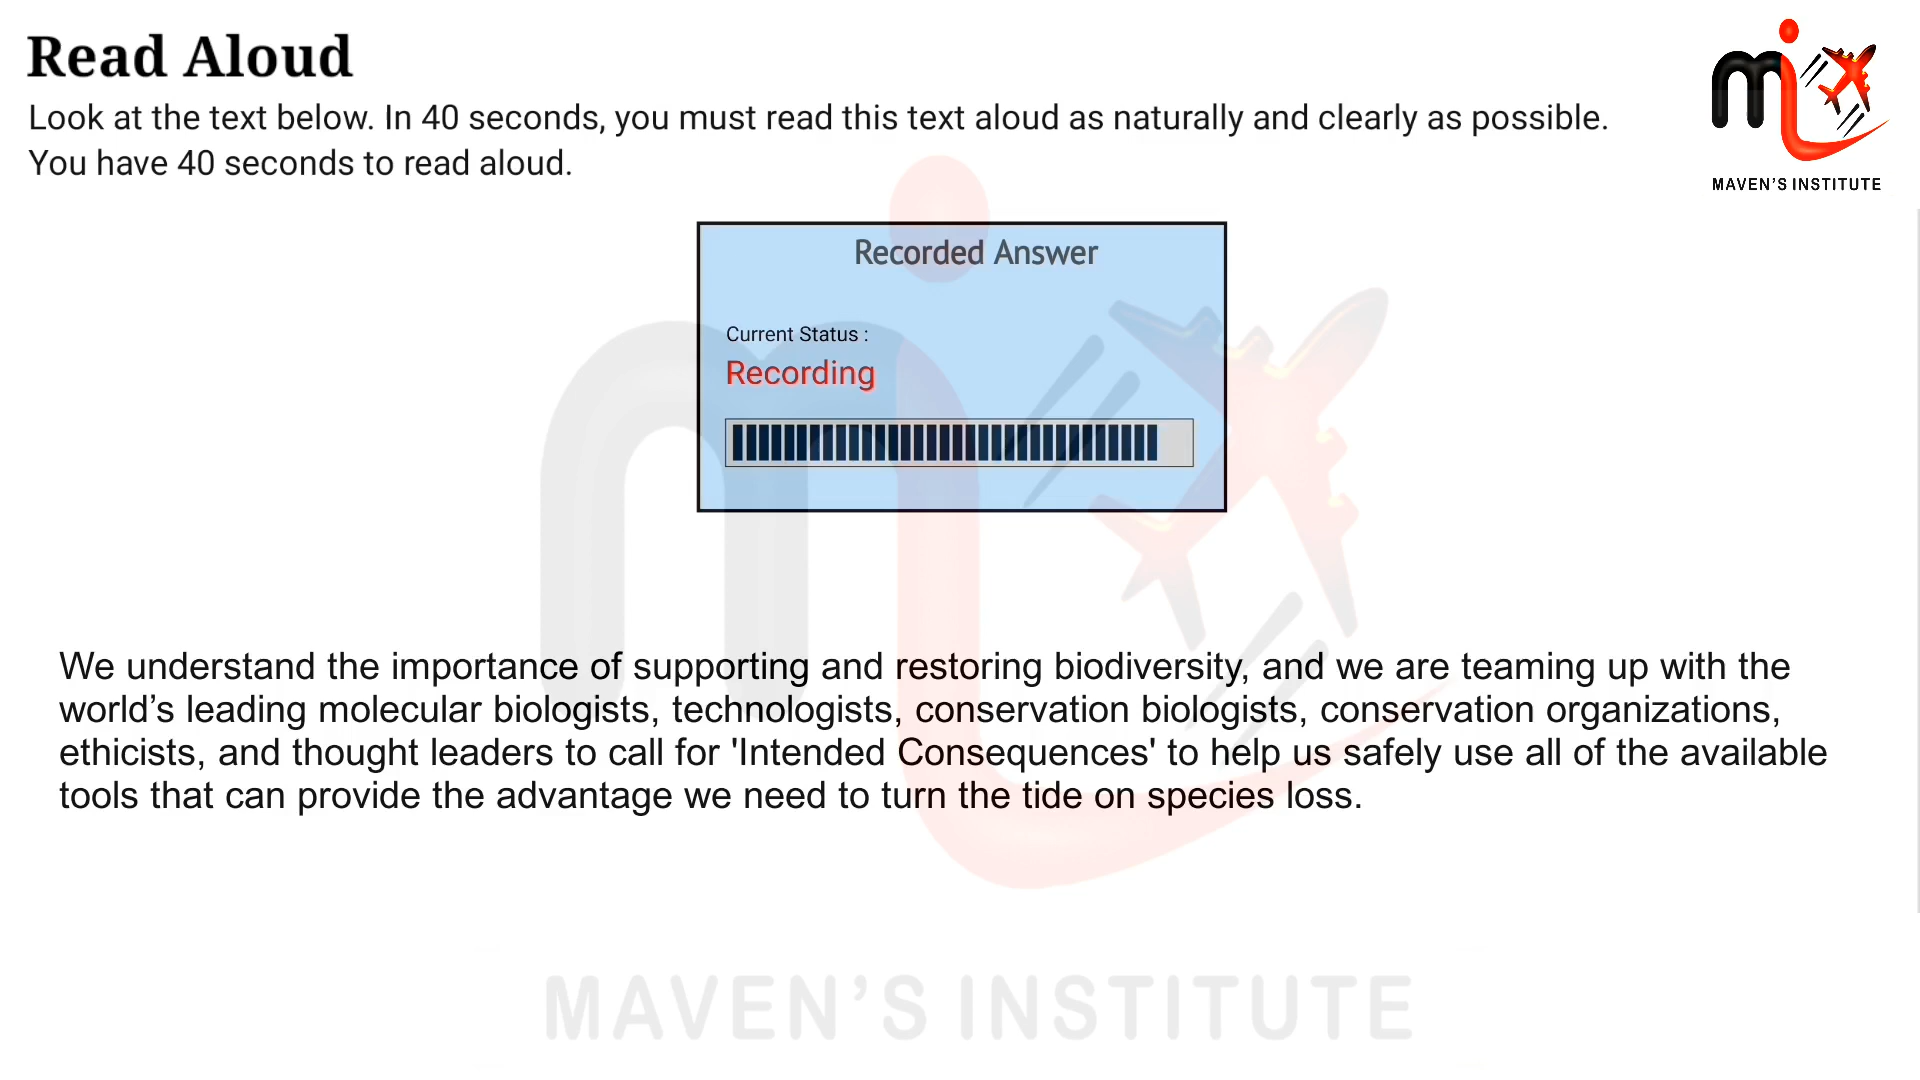 Read Aloud
Look at the text below. In 40 seconds, you must read this text aloud as naturally and clearly as possible.
You have 40 seconds to read aloud.
mi
MAVEN'S INSTITUTE
Recorded Answer
Current Status :
Recording
We understand the importance of supporting and restoring biodiversity, and we are teaming up with the
world’s leading molecular biologists, technologists, conservation biologists, conservation organizations,
ethicists, and thought leaders to call for 'Intended Consequences' to help us safely use all of the available
tools that can provide the advantage we need to turn the tide on species loss.
MAVEN'S INSTITUTE